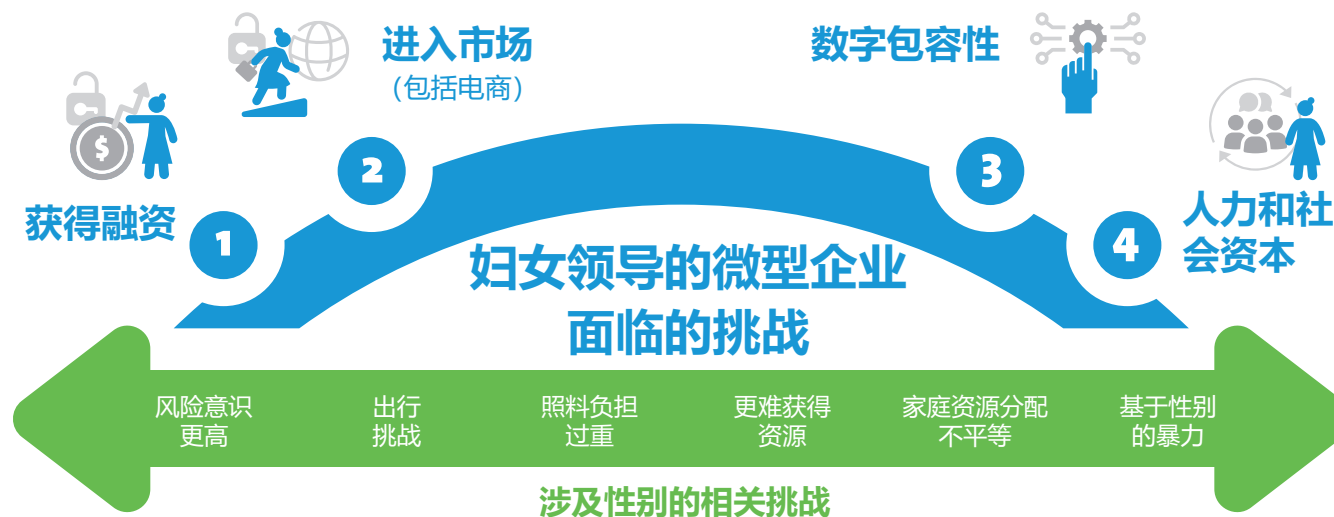 获得融资
1
进入市场
（包括电商）
2
数字包容性
3
人力和社
会资本
4
妇女领导的微型企业
面临的挑战
风险意识
更高
出行
挑战
照料负担
过重
更难获得
资源
家庭资源分配
不平等
基于性别
的暴力
涉及性别的相关挑战
$